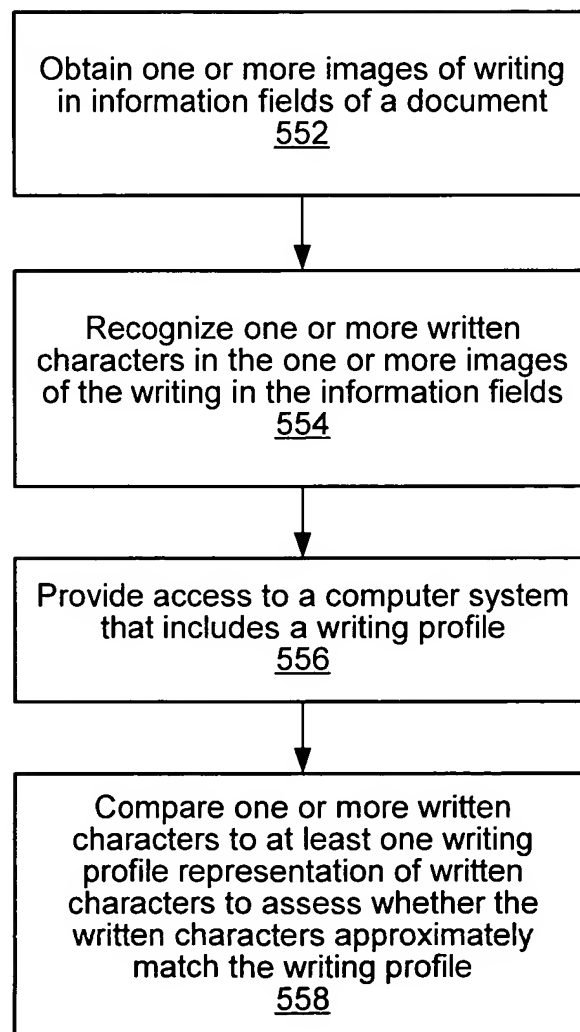 Obtain one or more images of writing
in information fields of a document
552
Recognize one or more written
characters in the one or more images
of the writing in the information fields
554
Provide access to a computer system
that includes a writing profile
556
Compare one or more written
characters to at least one writing
profile representation of written
characters to assess whether the
written characters approximately
match the writing profile
558